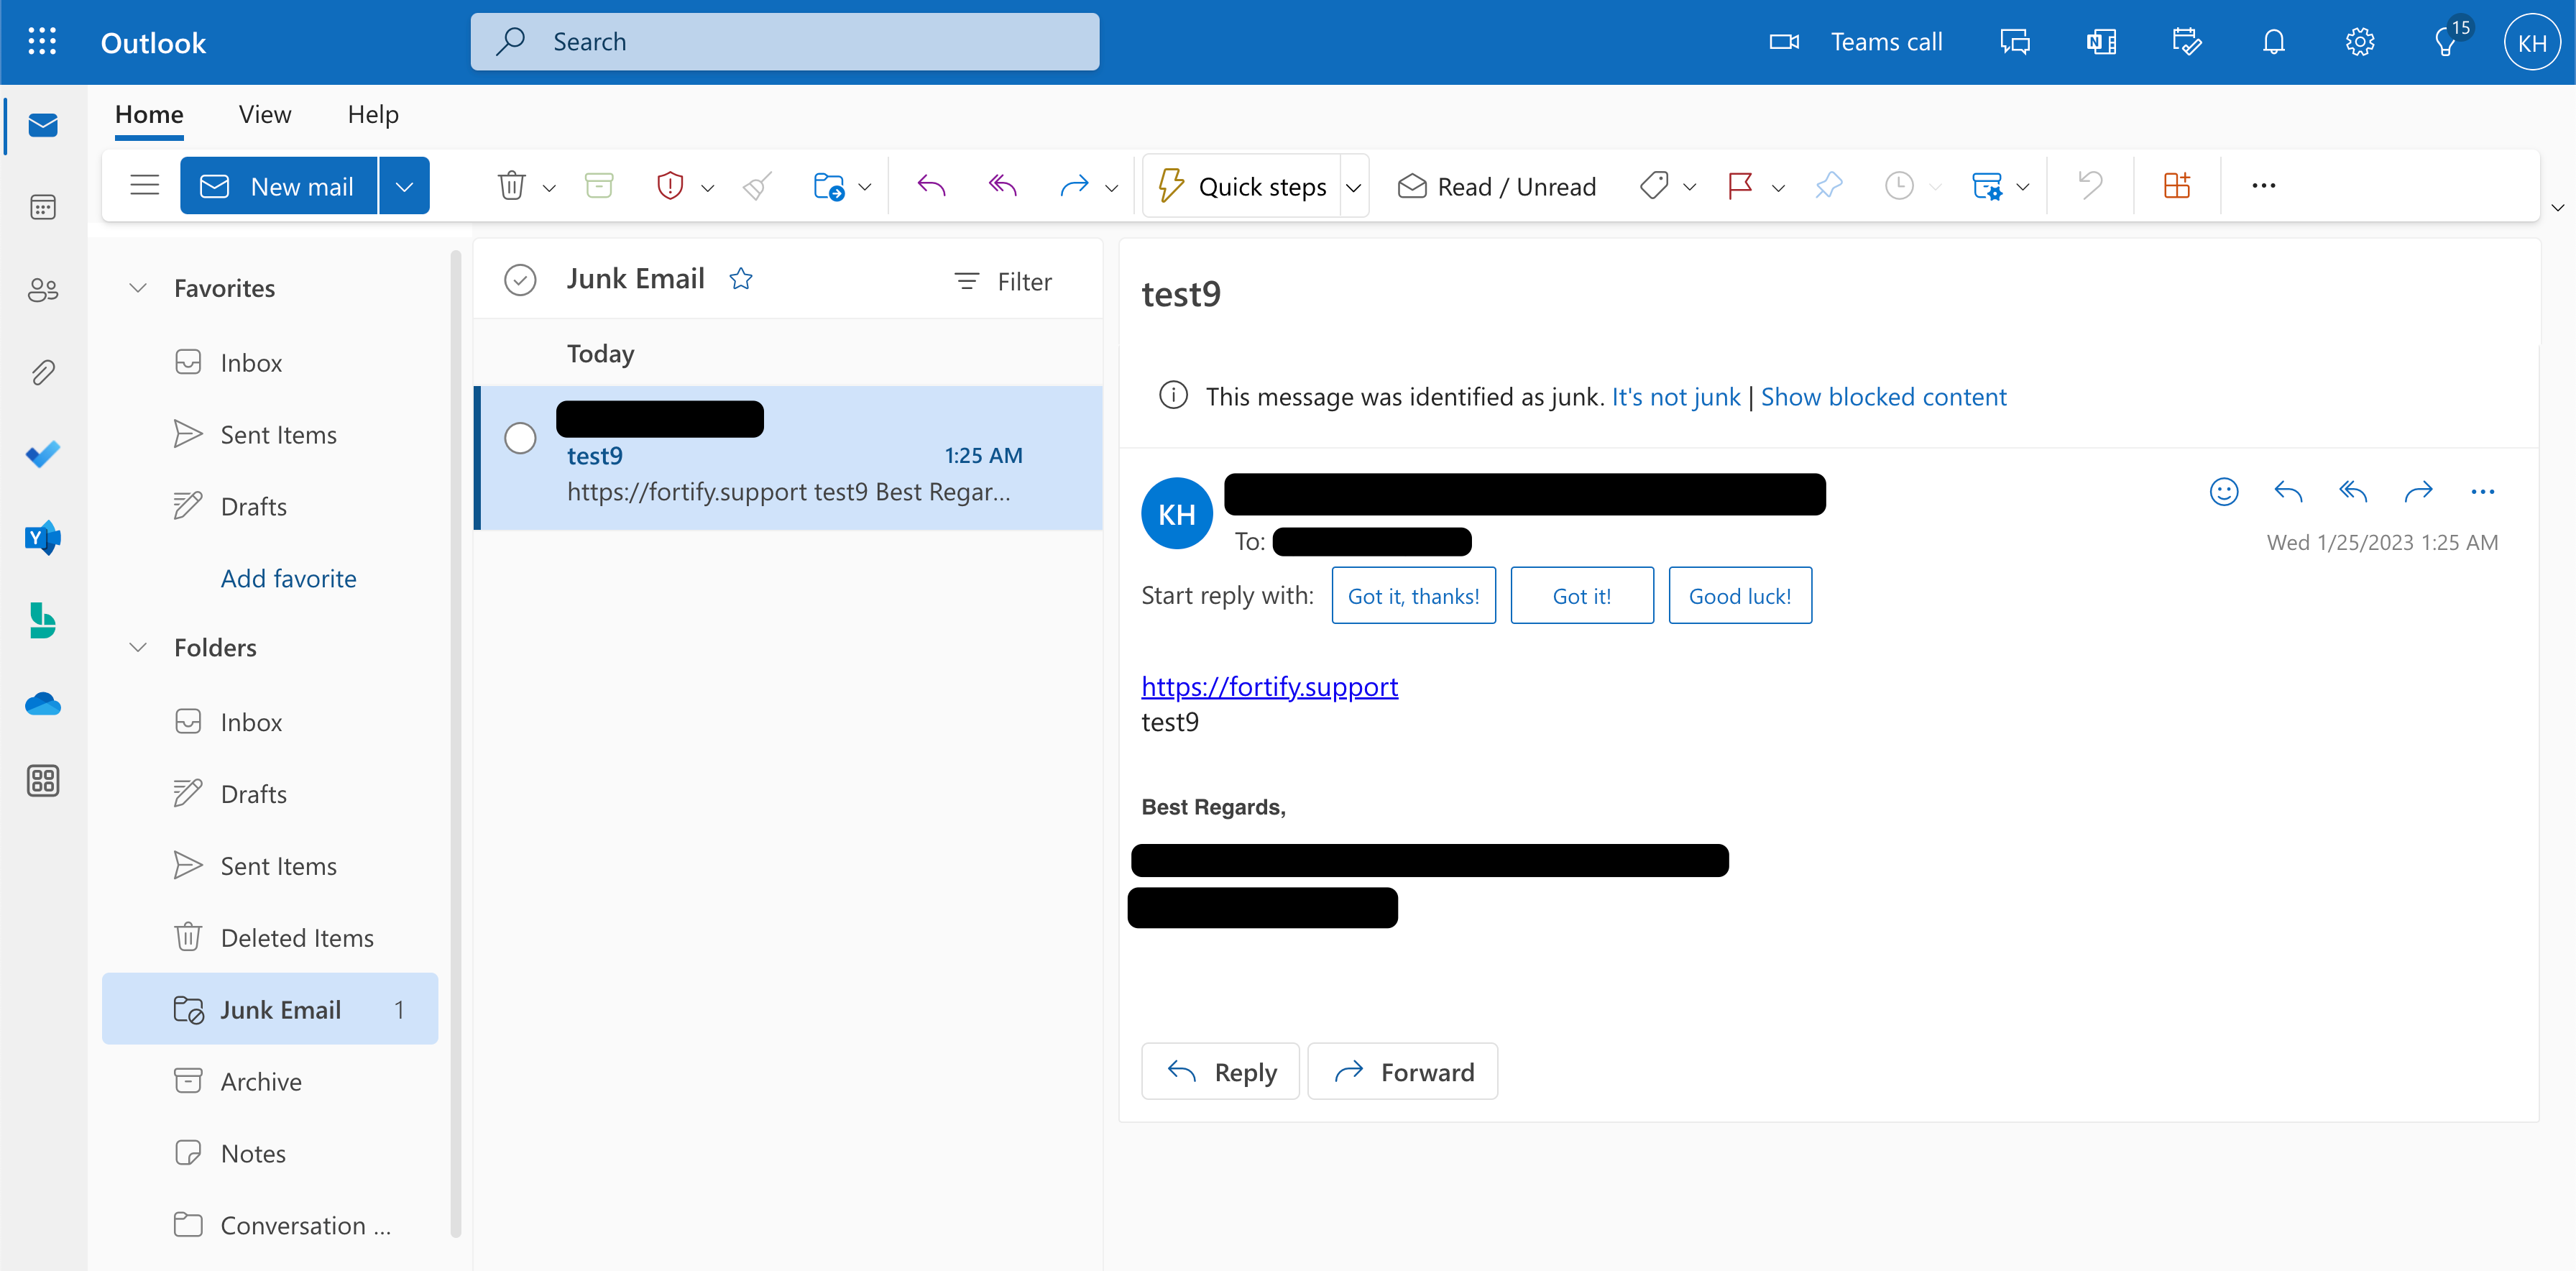 Outlook
Search
Teams call
15
KH
Home View Help
New mail
Quick steps
Read / Unread
Favorites
Inbox
Sent Items
Drafts
Add favorite
Folders
Inbox
Drafts
Sent Items
Deleted Items
Junk Email 1
Archive
Notes
Conversation ...
Junk Email
Filter
Today
test9 1:25 AM
https://fortify.support test9 Best Regar...
test9
This message was identified as junk. It's not junk | Show blocked content
KH
To:
Wed 1/25/2023 1:25 AM
Start reply with: Got it, thanks! Got it! Good luck!
https://fortify.support
test9
Best Regards,
Reply Forward